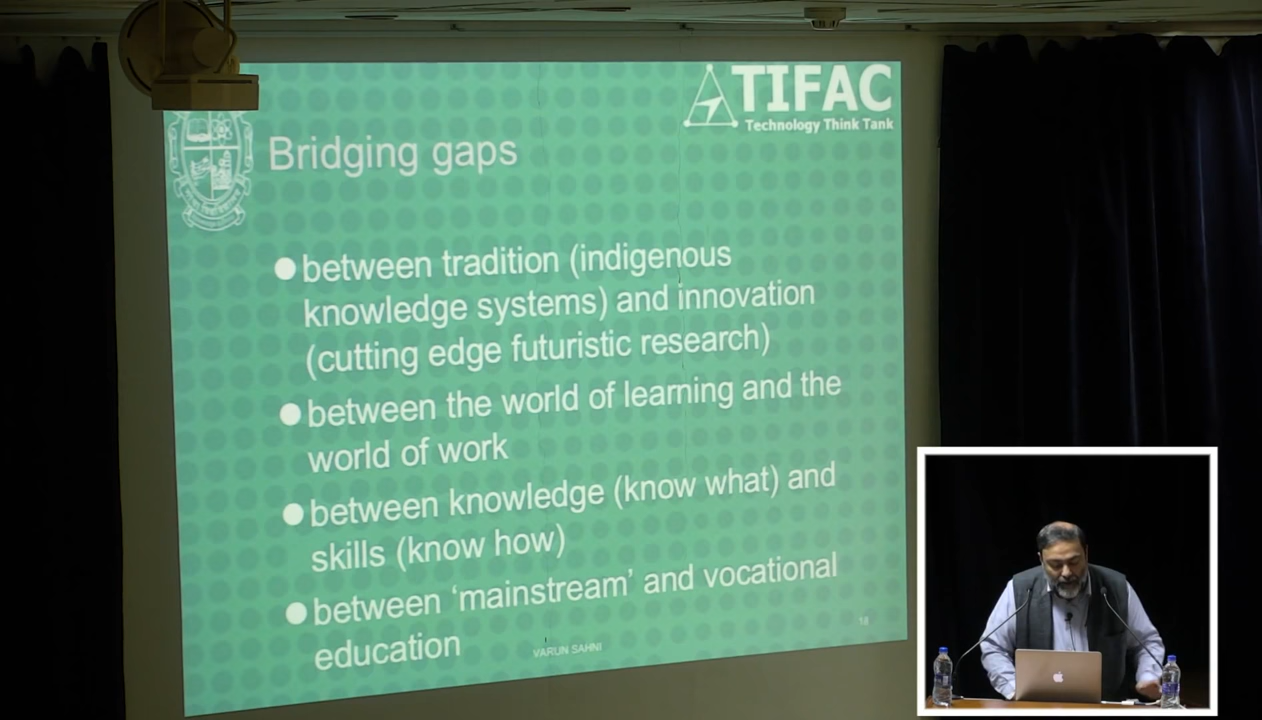 TIFAC
Technology Think Tank
Bridging gaps
between tradition (indigenous
knowledge systems) and innovation
(cutting edge futuristic research)
between the world of learning and the
world of work
between knowledge (know what) and
skills (know how)
between ‘mainstream’ and vocational
education
VARUN SAHNI
18